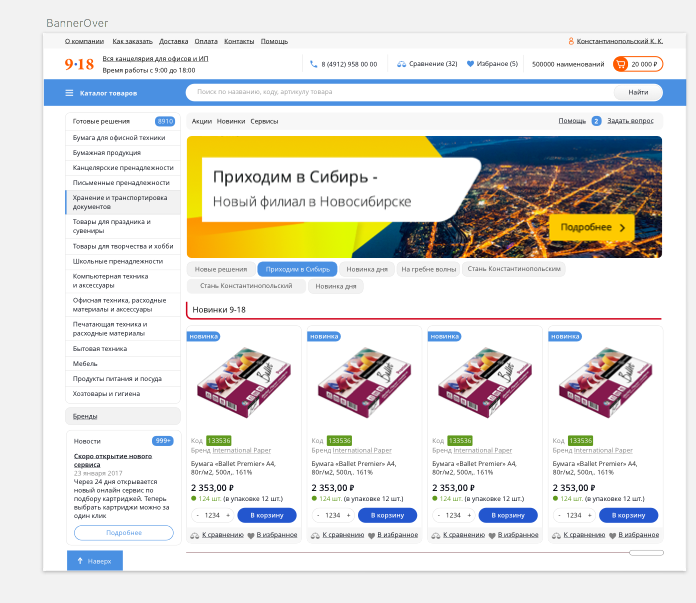 BannerOver
О компании Как заказать Доставка Оплата Контакты Помощь Константинопольский К. К.
9·18 Вся канцелярия для офисов и ИП
Время работы с 9:00 до 18:00
8 (4912) 958 00 00 Сравнение (32) Избраное (5) 500000 наименований 20 000 ₽
Каталог товаров Поиск по названию, коду, артикулу товара Найти
Готовые решения 8910
Бумага для офисной техники
Бумажная продукция
Канцелярские пренадлежности
Письменные пренадлежности
Хранение и транспортировка
документов
Товары для праздника и
сувениры
Товары для творчества и хобби
Школьные пренадлежности
Компьютерная техника
и аксессуары
Офисная техника, расходные
материалы и аксессуары
Печатающая техника и
расходные материалы
Бытовая техника
Мебель
Продукты питания и посуда
Хозтовары и гигиена
Бренды
Новости 999+
Скоро открытие нового
сервиса
23 января 2017
Через 24 дня открывается
новый онлайн сервис по
подбору картриджей. Теперь
выбрать картриджи можно за
один клик
Подробнее
Наверх
Акции Новинки Сервисы Помощь 2 Задать вопрос
Приходим в Сибирь -
Новый филиал в Новосибирске
Подробнее
Новые решения Приходим в Сибирь Новинка дня На гребне волны Стань Константинопольским
Стань Константинопольский Новинка дня
Новинки 9-18
новинка новинка новинка новинка
Ballet Ballet Ballet Ballet
Код 133536 Код 133536 Код 133536 Код 133536
Бренд International Paper Бренд International Paper Бренд International Paper Бренд International Paper
Бумага «Ballet Premier» А4, Бумага «Ballet Premier» А4, Бумага «Ballet Premier» А4, Бумага «Ballet Premier» А4,
80г/м2, 500л., 161% 80г/м2, 500л., 161% 80г/м2, 500л., 161% 80г/м2, 500л., 161%
2 353,00 ₽ 2 353,00 ₽ 2 353,00 ₽ 2 353,00 ₽
124 шт. (в упаковке 12 шт.) 124 шт. (в упаковке 12 шт.) 124 шт. (в упаковке 12 шт.) 124 шт. (в упаковке 12 шт.)
- 1234 + В корзину - 1234 + В корзину - 1234 + В корзину - 1234 + В корзину
К сравнению В избранное К сравнению В избранное К сравнению В избранное К сравнению В избранное